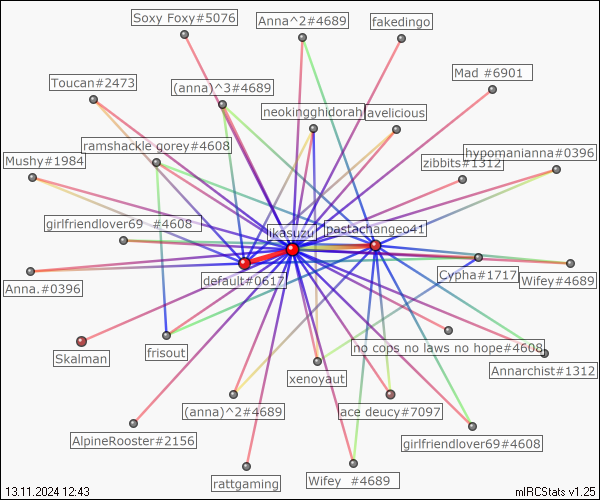 Soxy Foxy#5076
Anna^2#4689
fakedingo
Toucan#2473
(anna)^3#4689
Mad #6901
neokingghidorah
avelicious
ramshackle gorey#4608
Mushy#1984
zibbits#1312
hypomanianna#0396
girlfriendlover69 #4608
ikasuzu
pastachangeo41
Anna.#0396
default#0617
Cypha#1717
Wifey#4689
Skalman
frisout
no cops no laws no hope#4608
xenoyaut
Annarchist#1312
(anna)^2#4689
ace deucy#7097
AlpineRooster#2156
girlfriendlover69#4608
rattgaming
Wifey #4689
13.11.2024 12:43
mIRCStats v1.25